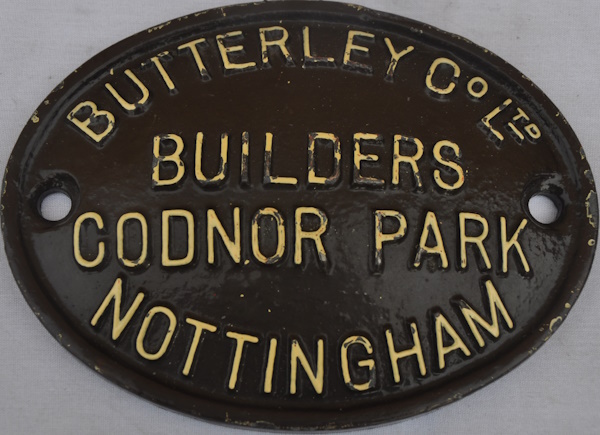 BUTTERLEY Co LTD
BUILDERS
CODNOR PARK
NOTTINGHAM